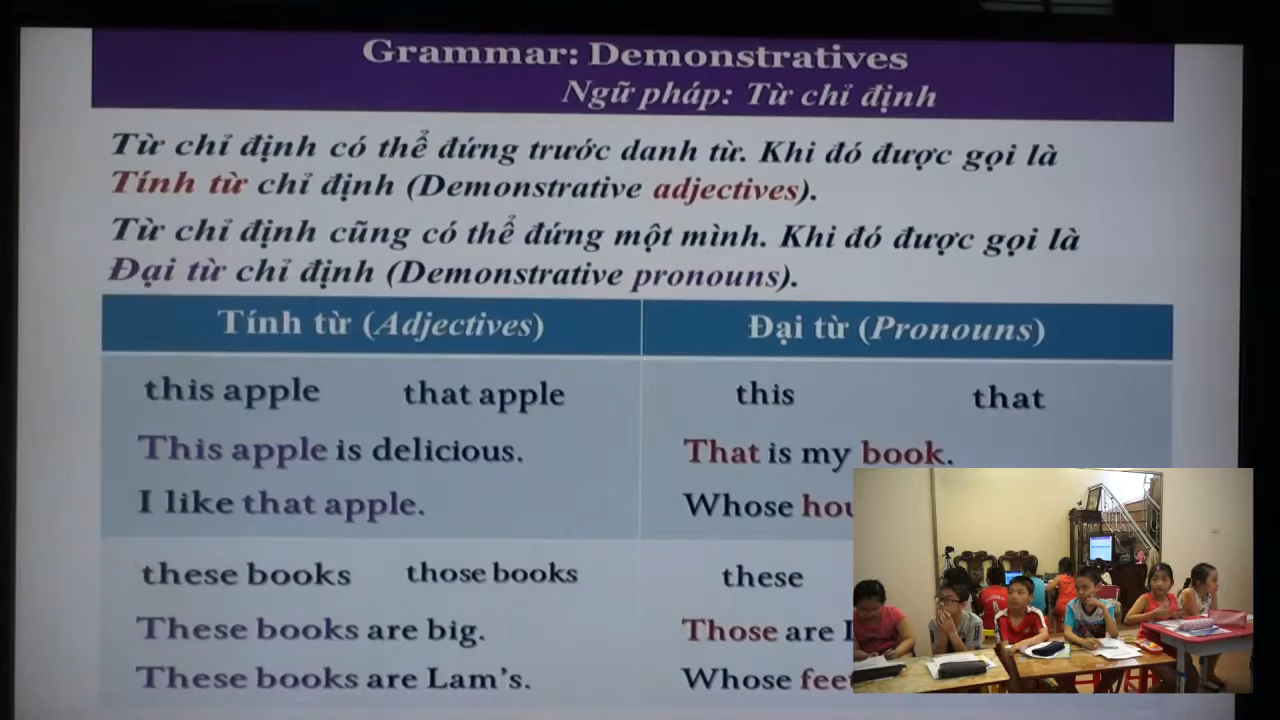 Grammar: Demonstratives
Ngữ pháp: Từ chỉ định
Từ chỉ định có thể đứng trước danh từ. Khi đó được gọi là
Tính từ chỉ định (Demonstrative adjectives).
Từ chỉ định cũng có thể đứng một mình. Khi đó được gọi là
Đại từ chỉ định (Demonstrative pronouns).
Tính từ (Adjectives)
Đại từ (Pronouns)
this apple that apple
This apple is delicious.
I like that apple.
this that
That is my book.
Whose
these books those books
These books are big.
These books are Lam's.
these
Those are
Whose